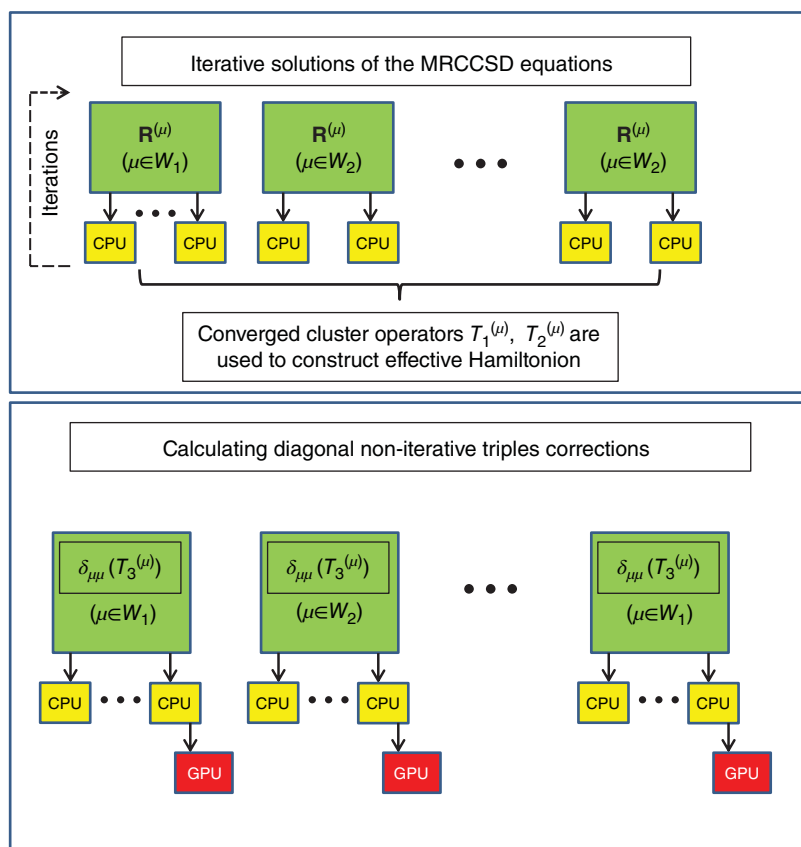 Iterative solutions of the MRCCSD equations
Iterations
R(μ) R(μ) R(μ)
(μ∈W1) (μ∈W2) (μ∈W2)
CPU CPU CPU CPU CPU CPU
Converged cluster operators T1(μ), T2(μ) are
used to construct effective Hamiltonion
Calculating diagonal non-iterative triples corrections
δμμ(T3(μ)) δμμ(T3(μ)) δμμ(T3(μ))
(μ∈W1) (μ∈W2) (μ∈W1)
CPU CPU CPU CPU CPU CPU
GPU GPU GPU